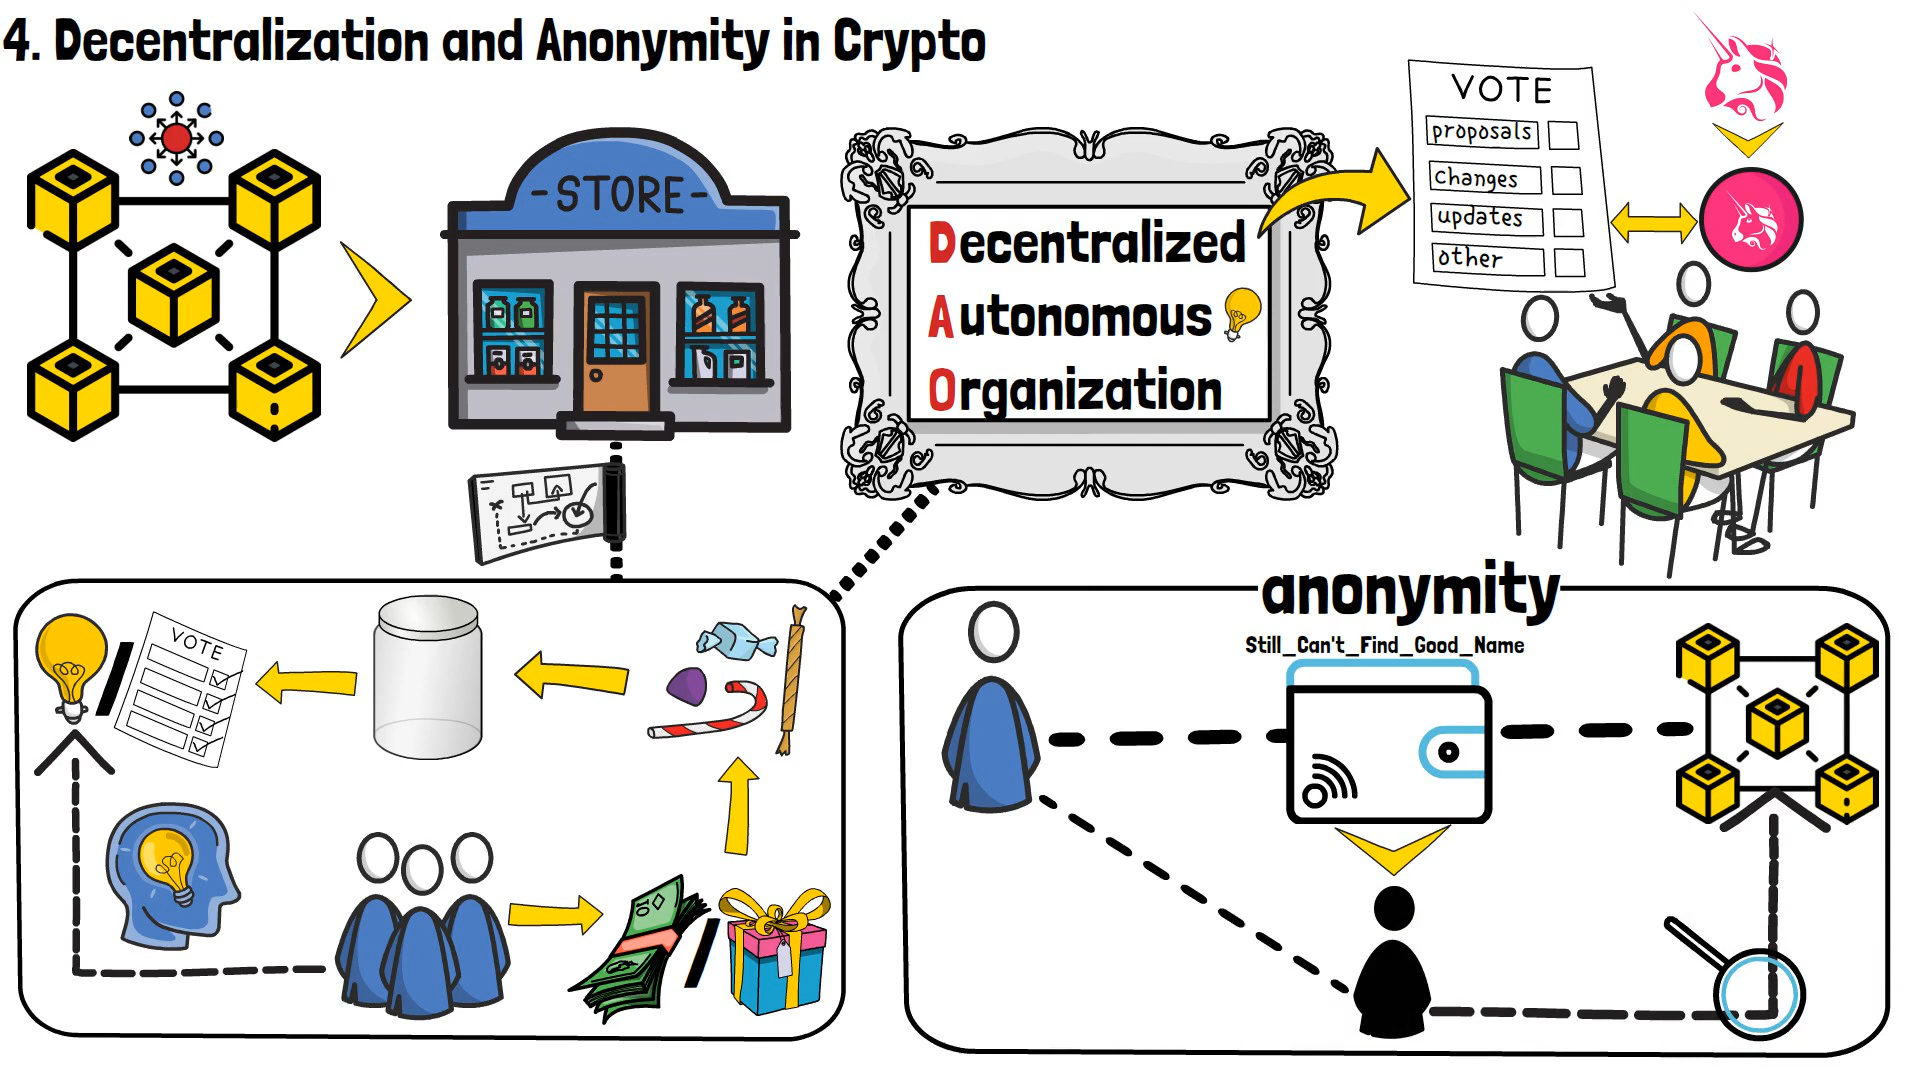 4. Decentralization and Anonymity in Crypto
-STORE-
Decentralized
Autonomous
Organization
VOTE
proposals
changes
updates
other
VOTE
10
anonymity
Still_Can't_Find_Good_Name